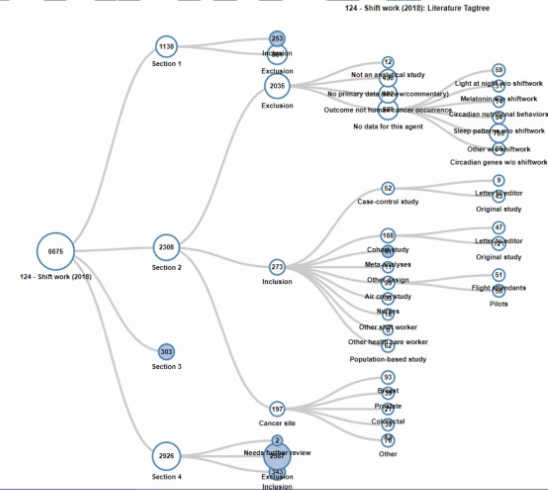 124 - Shift work (2018): Literature Tagtree
6675
124 - Shift work (2018)
1138
Section 1
263
Inclusion
Exclusion
2308
Section 2
2035
Exclusion
12
Not an analytical study
No primary data (review/commentary)
Outcome not human cancer occurrence
No data for this agent
59
Light at night w/o shiftwork
Melatonin w/o shiftwork
Circadian nutritional behaviors
Sleep patterns w/o shiftwork
Other w/o shiftwork
Circadian genes w/o shiftwork
273
Inclusion
52
Case-control study
9
Letter to editor
Original study
168
Cohort study
47
Letter to editor
Original study
Meta-analyses
Other design
Air crew study
51
Flight attendants
Pilots
Nurses
Other shift worker
Other health care worker
62
Population-based study
197
Cancer site
93
Breast
Prostate
Colorectal
Other
303
Section 3
2926
Section 4
2
Needs further review
Exclusion
343
Inclusion